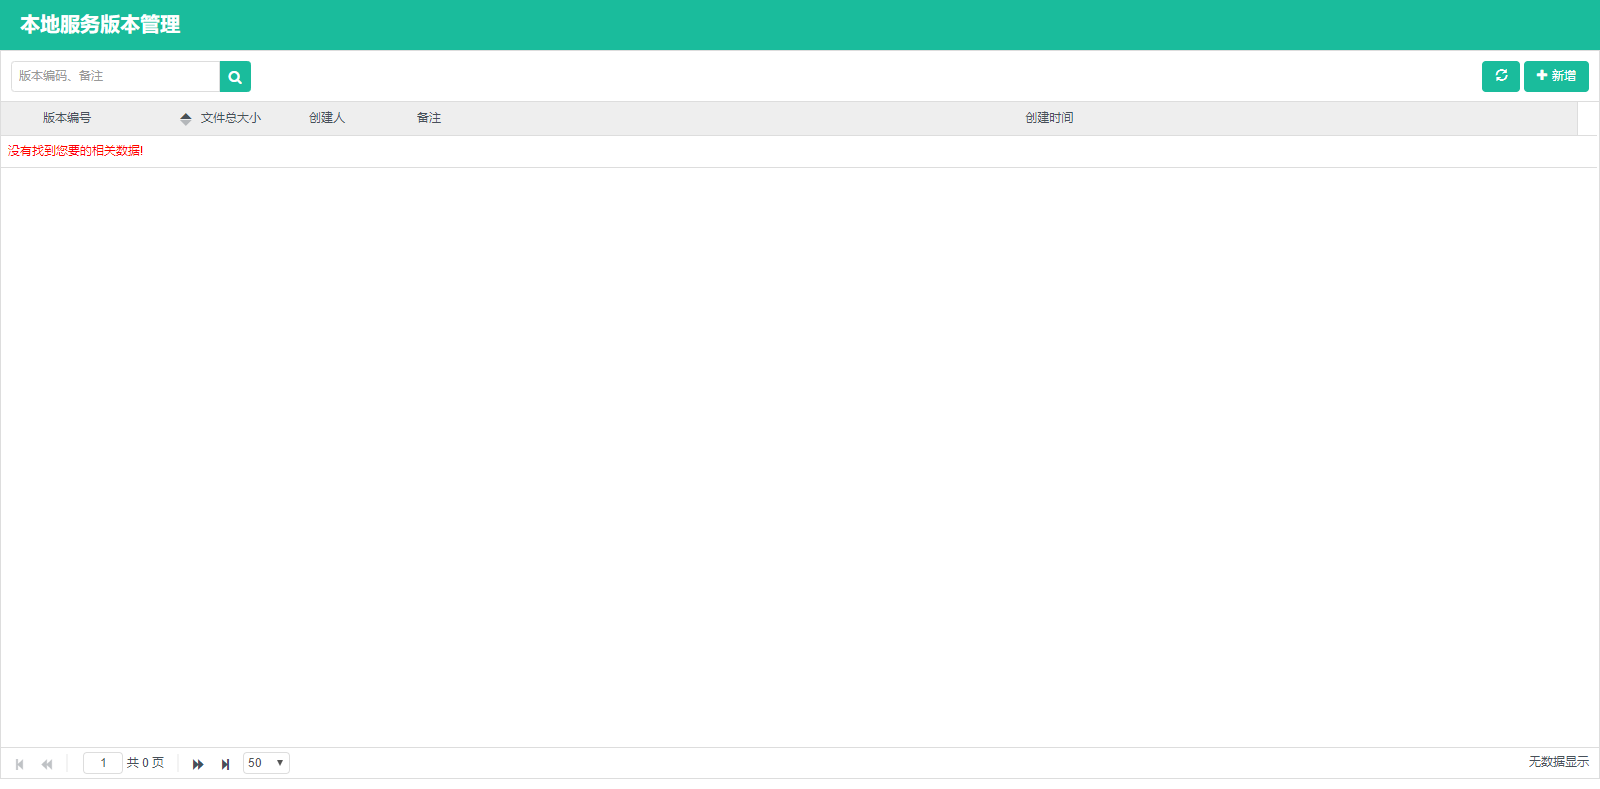 本地服务版本管理
版本编码、备注
新增
版本编号 文件总大小 创建人 备注 创建时间
没有找到您要的相关数据!
1 共 0 页 50 无数据显示